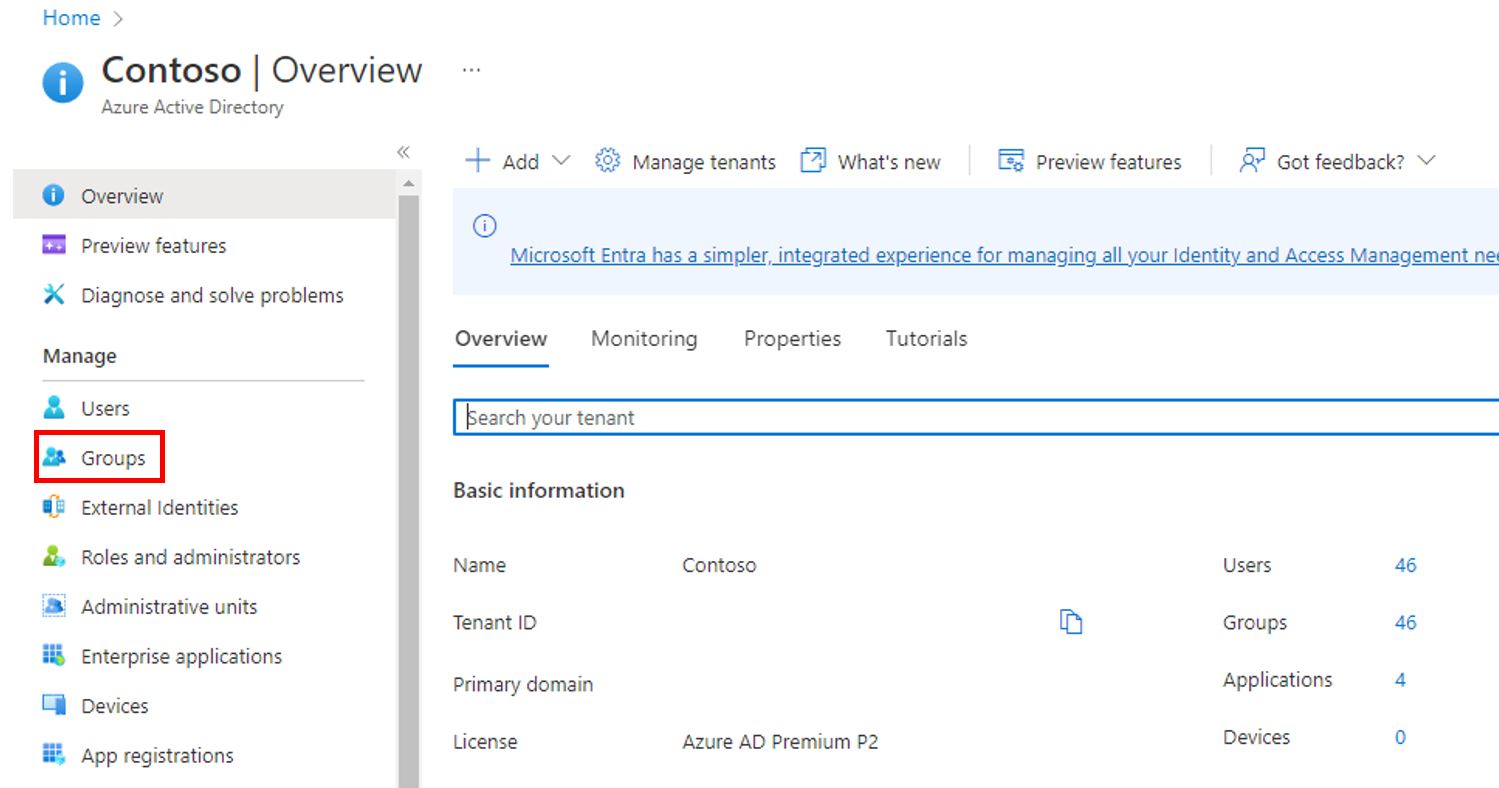 Home
Contoso | Overview ...
Azure Active Directory
Overview
Preview features
Diagnose and solve problems
Manage
Users
Groups
External Identities
Roles and administrators
Administrative units
Enterprise applications
Devices
App registrations
Add Manage tenants What's new Preview features Got feedback?
Microsoft Entra has a simpler, integrated experience for managing all your Identity and Access Management
Overview Monitoring Properties Tutorials
Search your tenant
Basic information
Name Contoso Users 46
Tenant ID Groups 46
Primary domain Applications 4
License Azure AD Premium P2 Devices 0